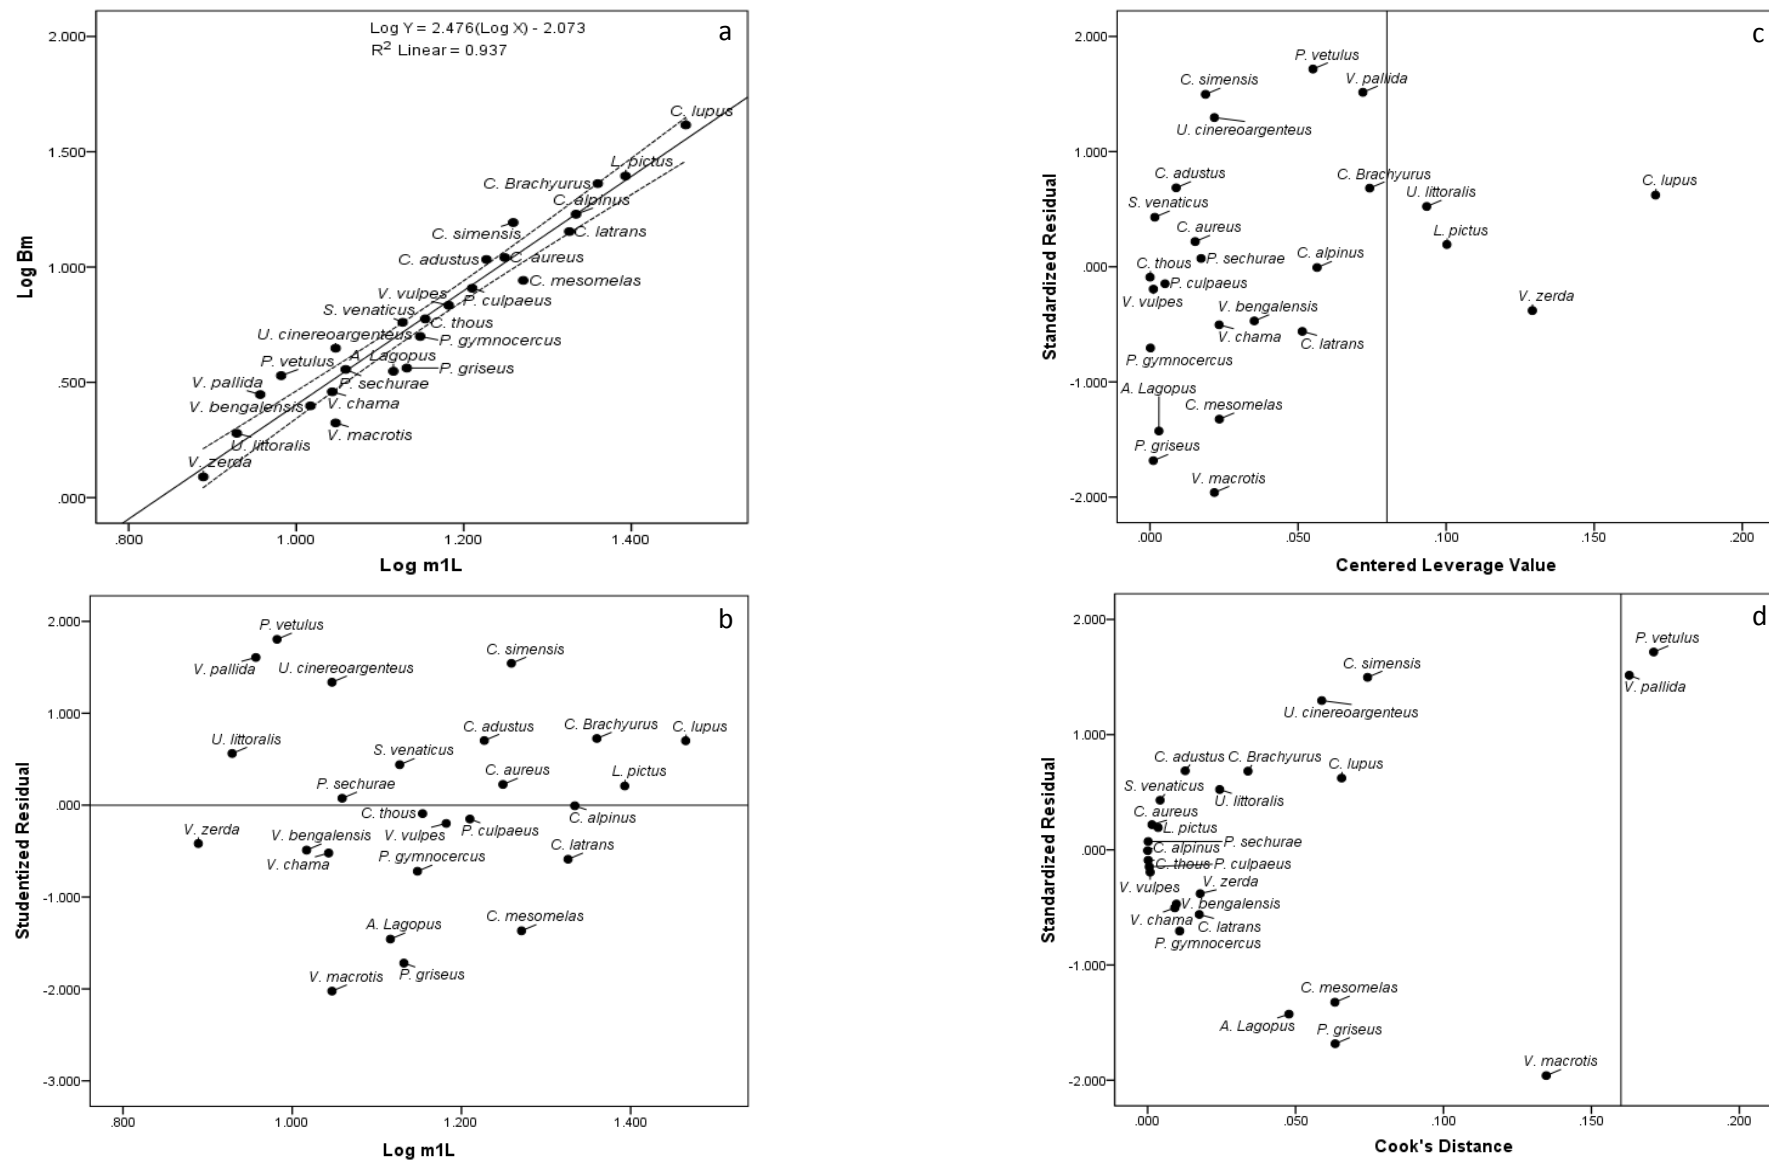 Log Y = 2.476(Log X) - 2.073
R2 Linear = 0.937
a
2.000
1.500
1.000
.500
.000
Log Bm
C. lupus
L. pictus
C. Brachyurus
C. alpinus
C. simensis
C. latrans
C. adustus
C. aureus
C. mesomelas
V. vulpes
P. culpaeus
S. venaticus
C. thous
U. cinereoargenteus
P. gymnocercus
A. Lagopus
P. vetulus
P. griseus
V. pallida
P. sechurae
V. bengalensis
V. chama
V. macrotis
U. littoralis
V. zerda
.800
1.000
1.200
1.400
Log m1L
c
2.000
1.000
.000
-1.000
-2.000
Standardized Residual
P. vetulus
C. simensis
V. pallida
U. cinereoargenteus
C. adustus
C. Brachyurus
C. lupus
U. littoralis
S. venaticus
C. aureus
L. pictus
C. alpinus
P. sechurae
C. thous
P. culpaeus
V. zerda
V. vulpes
V. bengalensis
V. chama
C. latrans
P. gymnocercus
A. Lagopus
C. mesomelas
P. griseus
V. macrotis
.000
.050
.100
.150
.200
Centered Leverage Value
b
2.000
1.000
.000
-1.000
-2.000
-3.000
Studentized Residual
P. vetulus
C. simensis
V. pallida
U. cinereoargenteus
C. adustus
C. Brachyurus
C. lupus
U. littoralis
S. venaticus
C. aureus
L. pictus
P. sechurae
C. thous
C. alpinus
V. zerda
V. bengalensis
V. vulpes
P. culpaeus
V. chama
P. gymnocercus
C. latrans
A. Lagopus
C. mesomelas
V. macrotis
P. griseus
.800
1.000
1.200
1.400
Log m1L
d
2.000
1.000
.000
-1.000
-2.000
Standardized Residual
P. vetulus
C. simensis
V. pallida
U. cinereoargenteus
C. adustus
C. Brachyurus
C. lupus
S. venaticus
U. littoralis
C. aureus
L. pictus
P. sechurae
C. alpinus
C. thous
P. culpaeus
V. vulpes
V. zerda
V. bengalensis
V. chama
C. latrans
P. gymnocercus
C. mesomelas
A. Lagopus
P. griseus
V. macrotis
.000
.050
.100
.150
.200
Cook's Distance